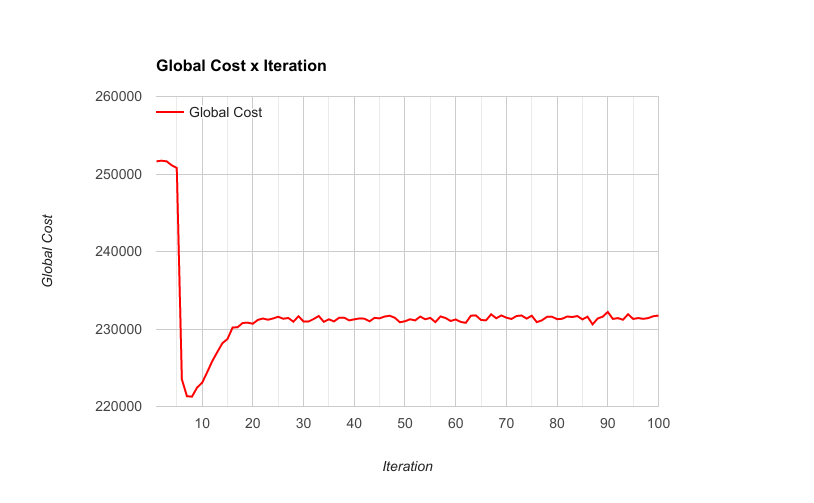 Global Cost x Iteration
260000
Global Cost
250000
240000
Global Cost
230000
220000
10 20 30 40 50 60 70 80 90 100
Iteration